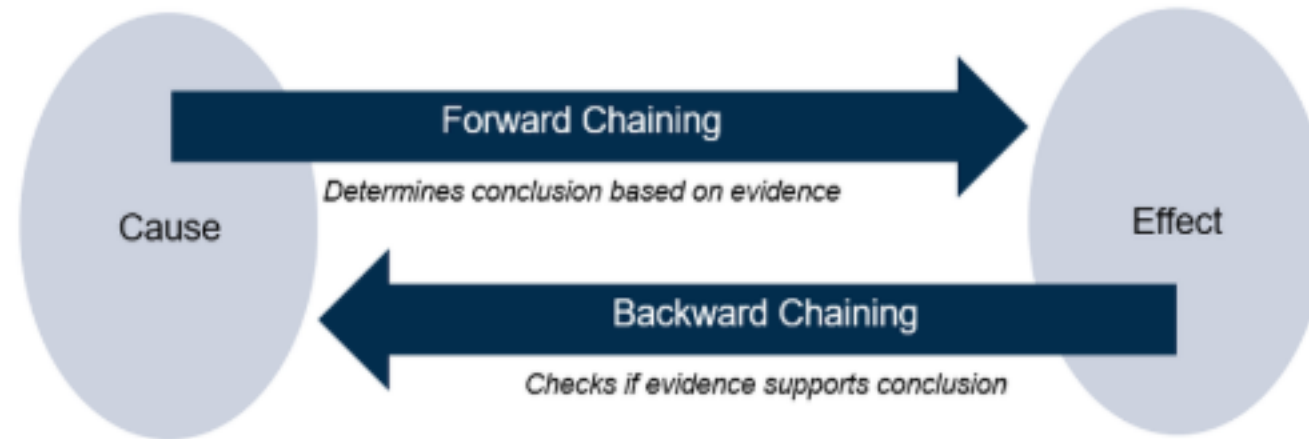 Forward Chaining
Determines conclusion based on evidence
Cause
Effect
Backward Chaining
Checks if evidence supports conclusion